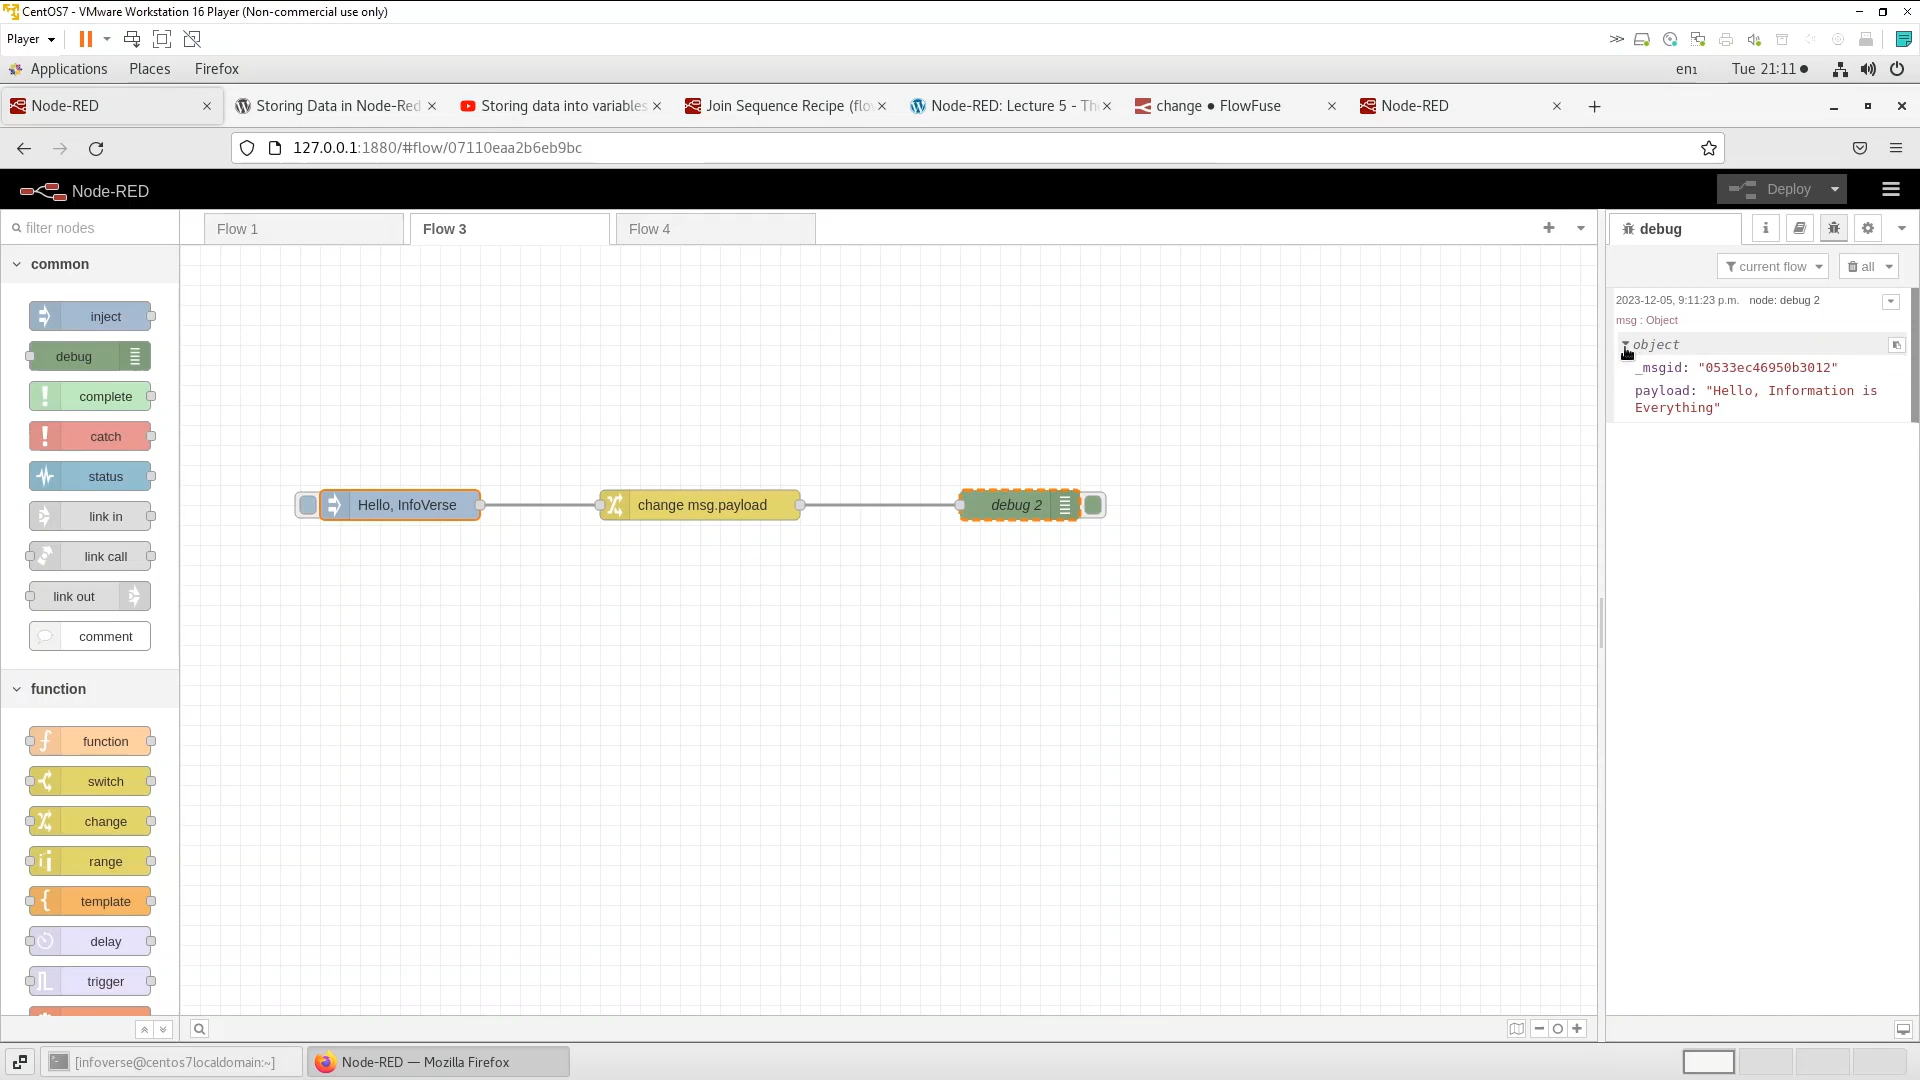 CentOS7 - VMware Workstation 16 Player (Non-commercial use only)
Player
Applications Places Firefox en1 Tue 21:11
Node-RED Storing Data in Node-Red Storing data into variables Join Sequence Recipe (flo Node-RED: Lecture 5 - Th change ● FlowFuse Node-RED
127.0.0.1:1880/#flow/07110eaa2b6eb9bc
Node-RED Deploy
filter nodes Flow 1 Flow 3 Flow 4 debug
common
current flow all
inject
debug
complete
catch
status
link in
link call
link out
comment
function
function
switch
change
range
template
delay
trigger
Hello, InfoVerse change msg.payload debug 2
2023-12-05, 9:11:23 p.m. node: debug 2
msg : Object
object
_msgid: "0533ec46950b3012"
payload: "Hello, Information is
Everything"
[infoverse@centos7localdomain:~] Node-RED — Mozilla Firefox